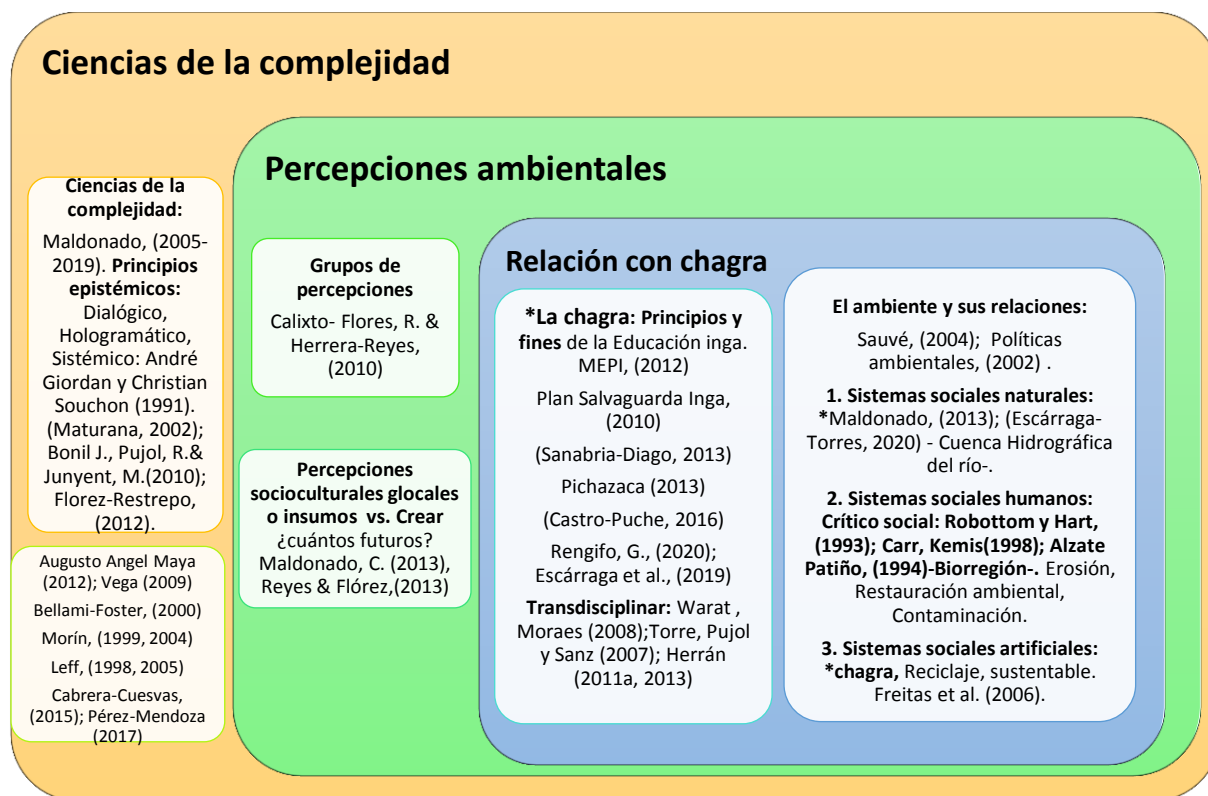 Ciencias de la complejidad
Ciencias de la
complejidad:
Maldonado, (2005-
2019). Principios
epistémicos:
Dialógico,
Hologramático,
Sistémico: André
Giordan y Christian
Souchon (1991).
(Maturana, 2002);
Bonil J., Pujol, R.&
Junyent, M.(2010);
Florez-Restrepo,
(2012).
Augusto Angel Maya
(2012); Vega (2009)
Bellami-Foster, (2000)
Morín, (1999, 2004)
Leff, (1998, 2005)
Cabrera-Cuesvas,
(2015); Pérez-Mendoza
(2017)
Percepciones ambientales
Grupos de
percepciones
Calixto- Flores, R. &
Herrera-Reyes,
(2010)
Percepciones
socioculturales glocales
o insumos vs. Crear
¿cuántos futuros?
Maldonado, C. (2013),
Reyes & Flórez,(2013)
Relación con chagra
*La chagra: Principios y
fines de la Educación inga.
MEPI, (2012)
Plan Salvaguarda Inga,
(2010)
(Sanabria-Diago, 2013)
Pichazaca (2013)
(Castro-Puche, 2016)
Rengifo, G., (2020);
Escárraga et al., (2019)
Transdisciplinar: Warat ,
Moraes (2008);Torre, Pujol
y Sanz (2007); Herrán
(2011a, 2013)
El ambiente y sus relaciones:
Sauvé, (2004); Políticas
ambientales, (2002) .
1. Sistemas sociales naturales:
*Maldonado, (2013); (Escárraga-
Torres, 2020) - Cuenca Hidrográfica
del río-.
2. Sistemas sociales humanos:
Crítico social: Robottom y Hart,
(1993); Carr, Kemis(1998); Alzate
Patiño, (1994)-Biorregión-. Erosión,
Restauración ambiental,
Contaminación.
3. Sistemas sociales artificiales:
*chagra, Reciclaje, sustentable.
Freitas et al. (2006).